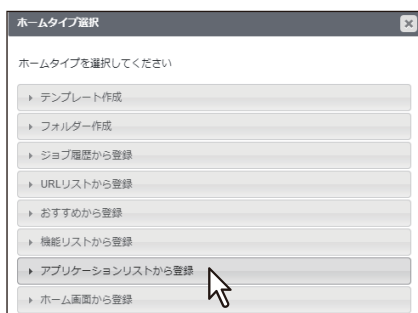 ホームタイプ選択
ホームタイプを選択してください
テンプレート作成
フォルダー作成
ジョブ履歴から登録
URLリストから登録
おすすめから登録
機能リストから登録
アプリケーションリストから登録
ホーム画面から登録